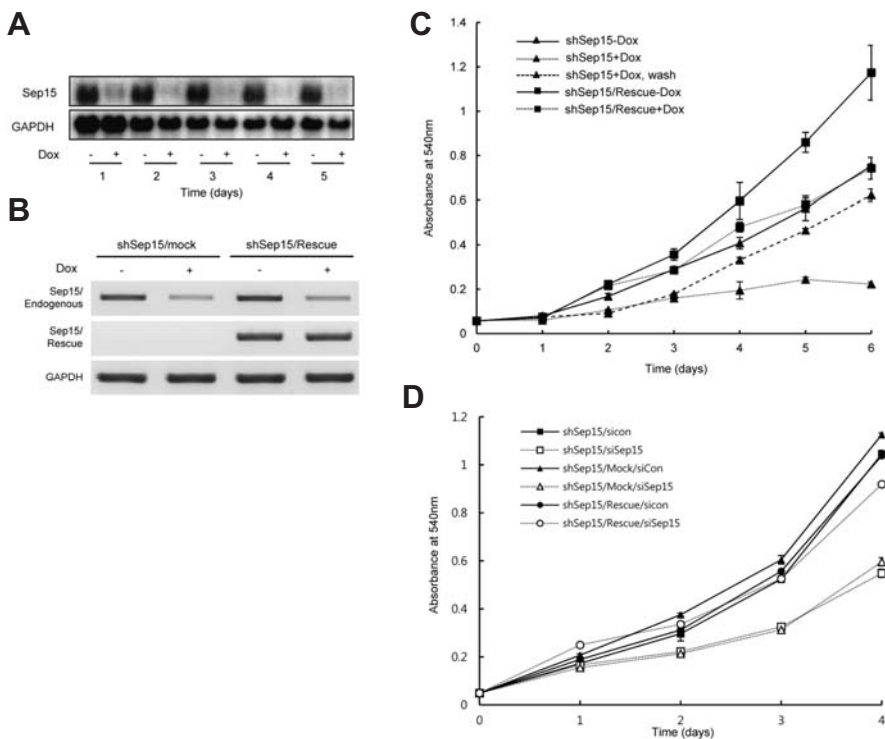 A
Sep15
GAPDH
Dox - + - + - + - + - +
1 2 3 4 5
Time (days)
B
shSep15/mock shSep15/Rescue
Dox - + - +
Sep15/
Endogenous
Sep15/
Rescue
GAPDH
C
1.4
1.2
1.0
0.8
0.6
0.4
0.2
0
Absorbance at 540nm
shSep15-Dox
shSep15+Dox
shSep15+Dox, wash
shSep15/Rescue-Dox
shSep15/Rescue+Dox
0 1 2 3 4 5 6
Time (days)
D
1.2
1
0.8
0.6
0.4
0.2
0
Absorbance at 540nm
shSep15/sicon
shSep15/siSep15
shSep15/Mock/siCon
shSep15/Mock/siSep15
shSep15/Rescue/sicon
shSep15/Rescue/siSep15
0 1 2 3 4
Time (days)